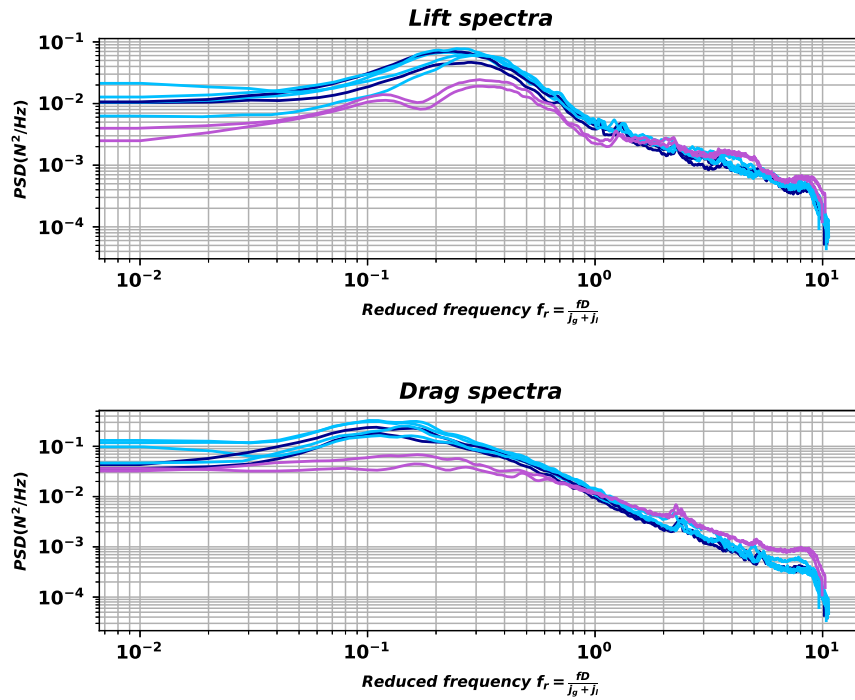 Lift spectra
10⁻¹
10⁻²
10⁻³
10⁻⁴
PSD(N²/Hz)
10⁻² 10⁻¹ 10⁰ 10¹
Reduced frequency f_r = fD/(j_g + j_l)
Drag spectra
10⁻¹
10⁻²
10⁻³
10⁻⁴
PSD(N²/Hz)
10⁻² 10⁻¹ 10⁰ 10¹
Reduced frequency f_r = fD/(j_g + j_l)